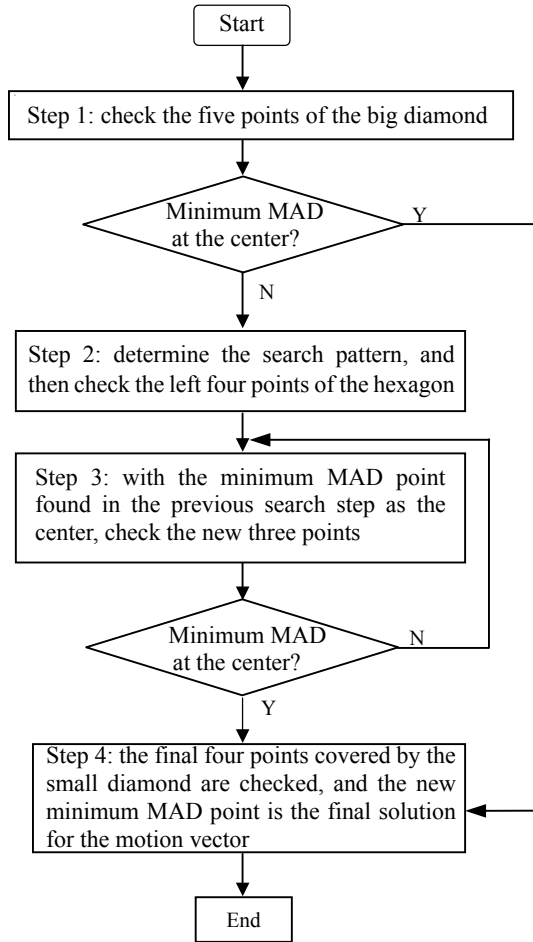 Start
Step 1: check the five points of the big diamond
Minimum MAD
at the center?
Y
N
Step 2: determine the search pattern, and
then check the left four points of the hexagon
Step 3: with the minimum MAD point
found in the previous search step as the
center, check the new three points
Minimum MAD
at the center?
N
Y
Step 4: the final four points covered by the
small diamond are checked, and the new
minimum MAD point is the final solution
for the motion vector
End